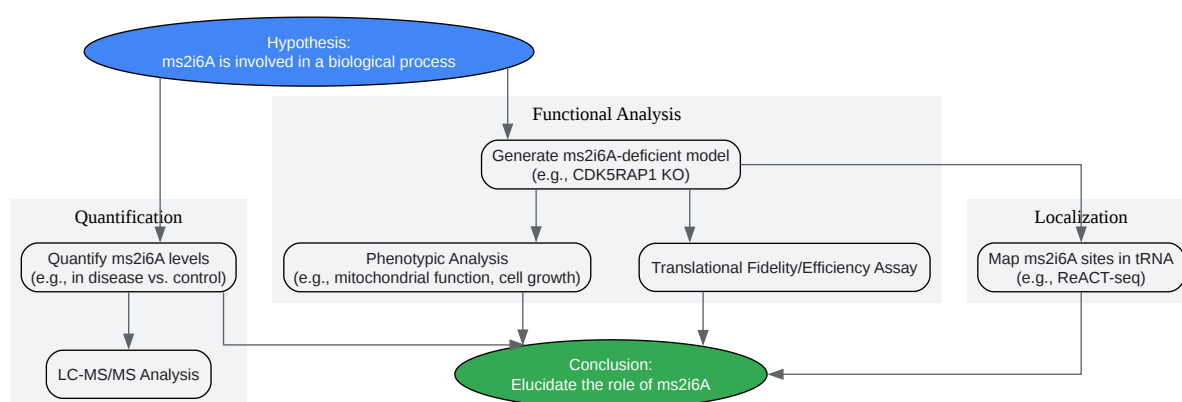 Hypothesis:
ms2i6A is involved in a biological process
Functional Analysis
Generate ms2i6A-deficient model
(e.g., CDK5RAP1 KO)
Quantification
Localization
Quantify ms2i6A levels
(e.g., in disease vs. control)
Phenotypic Analysis
(e.g., mitochondrial function, cell growth)
Translational Fidelity/Efficiency Assay
Map ms2i6A sites in tRNA
(e.g., ReACT-seq)
LC-MS/MS Analysis
Conclusion:
Elucidate the role of ms2i6A